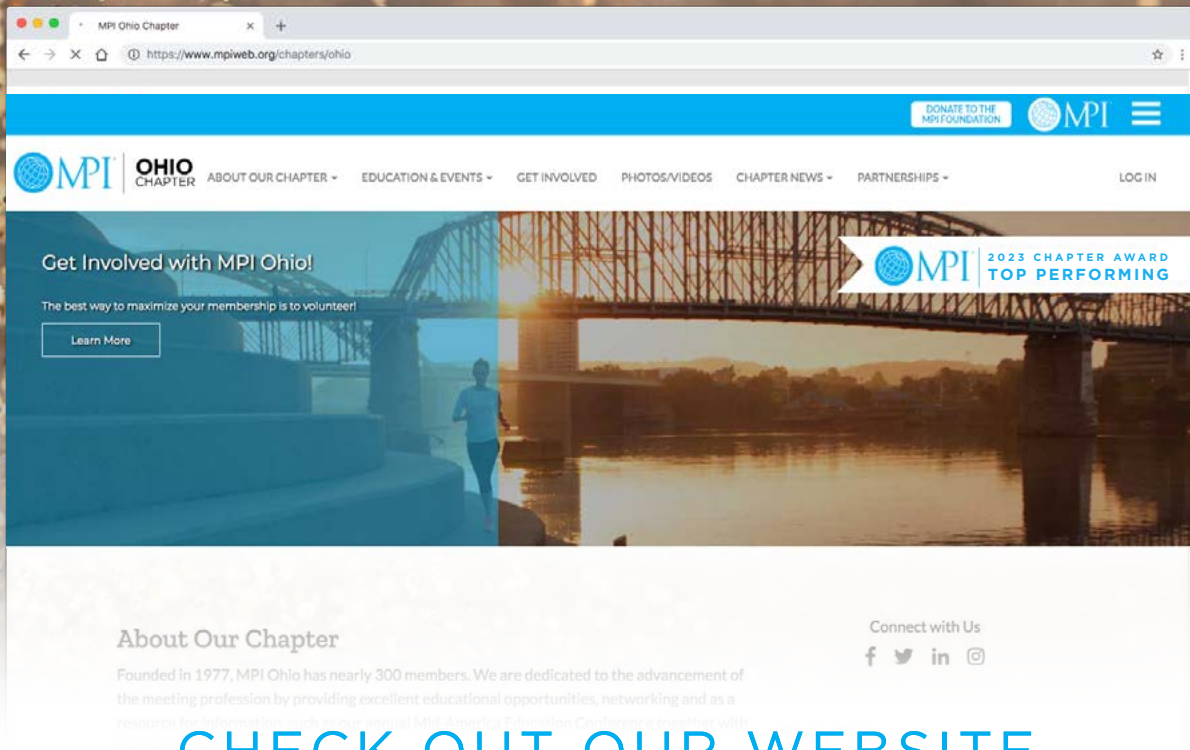 MPI Ohio Chapter
https://www.mpiweb.org/chapters/ohio
DONATE TO THE
MPI FOUNDATION
MPI
MPI OHIO
CHAPTER
ABOUT OUR CHAPTER
EDUCATION & EVENTS
GET INVOLVED
PHOTOS/VIDEOS
CHAPTER NEWS
PARTNERSHIPS
LOG IN
Get Involved with MPI Ohio!
The best way to maximize your membership is to volunteer!
Learn More
MPI
2023 CHAPTER AWARD
TOP PERFORMING
About Our Chapter
Founded in 1977, MPI Ohio has nearly 300 members. We are dedicated to the advancement of
the meeting profession by providing excellent educational opportunities, networking and as a
Connect with Us
CHECK OUT OUR WEBSITE